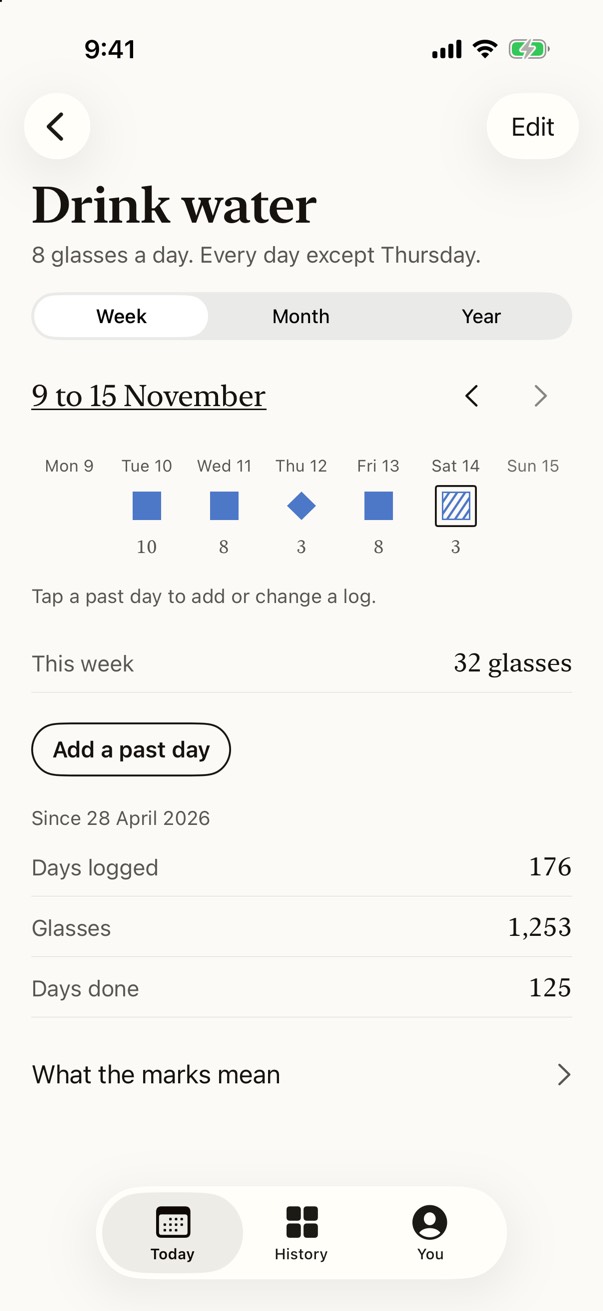 9:41
Edit
Drink water
8 glasses a day. Every day except Thursday.
Week Month Year
9 to 15 November
Mon 9 Tue 10 Wed 11 Thu 12 Fri 13 Sat 14 Sun 15
10 8 3 8 3
Tap a past day to add or change a log.
This week 32 glasses
Add a past day
Since 28 April 2026
Days logged 176
Glasses 1,253
Days done 125
What the marks mean
Today History You